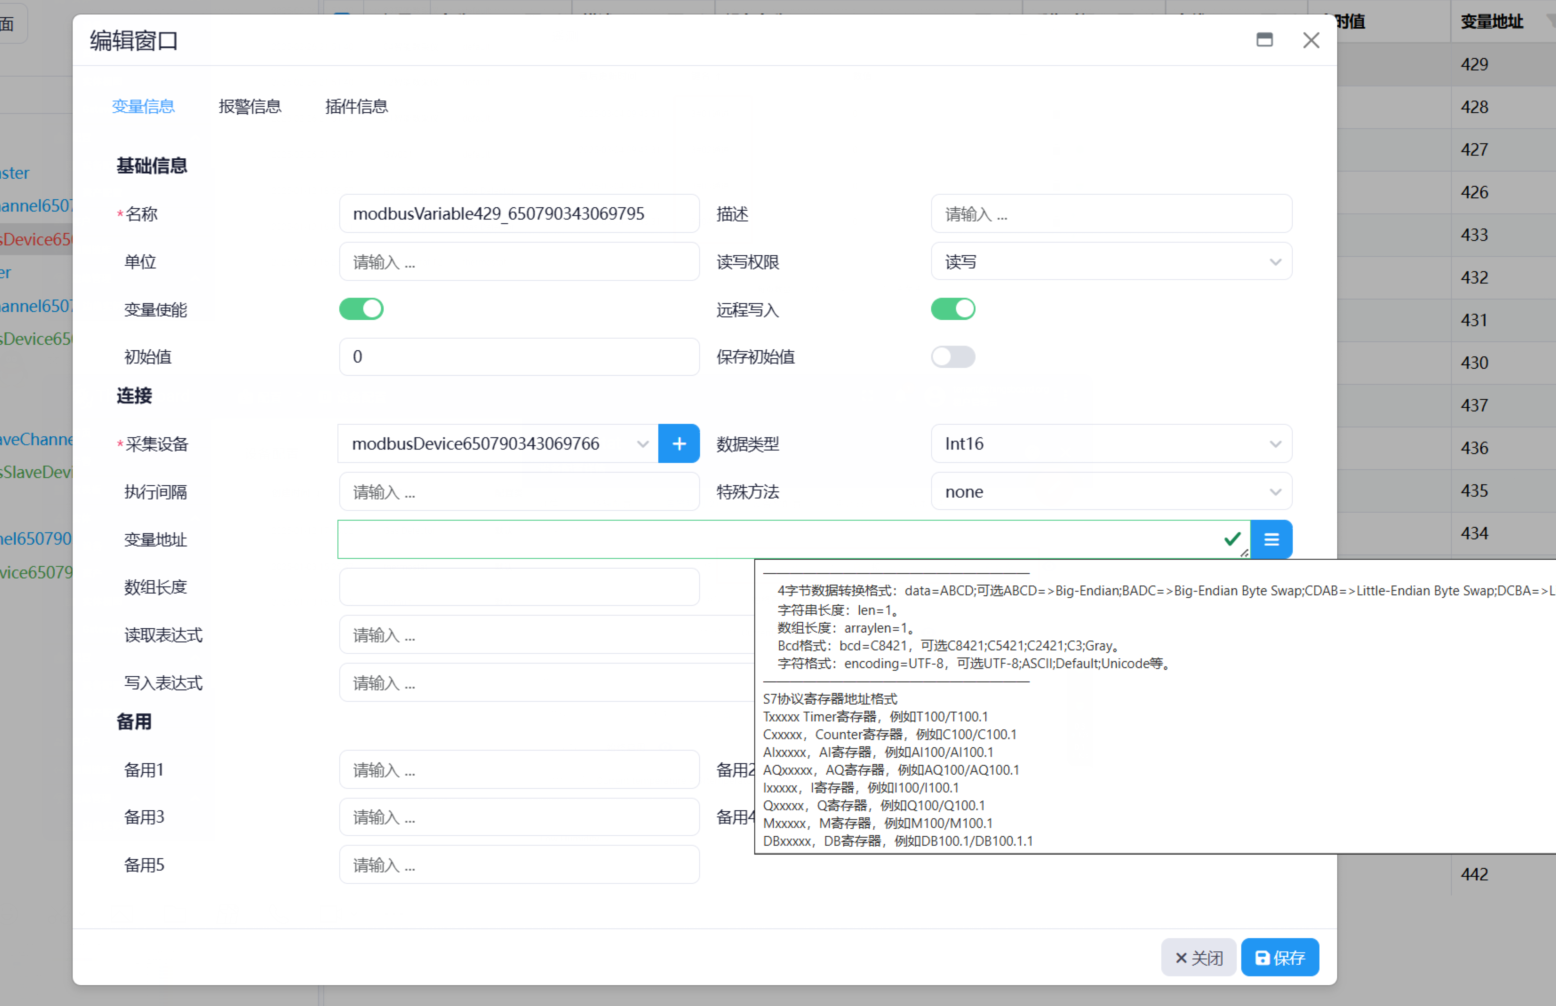 面
时值
变量地址
编辑窗口
429
变量信息
报警信息
插件信息
428
427
基础信息
ster
426
annel6507
*名称
modbusVariable429_650790343069795
描述
请输入 ...
sDevice650
433
er
单位
请输入 ...
读写权限
读写
432
annel6507
变量使能
远程写入
431
sDevice65
初始值
0
保存初始值
430
连接
437
aveChanne
*采集设备
modbusDevice650790343069766
+
数据类型
Int16
436
sSlaveDevi
执行间隔
请输入 ...
特殊方法
none
435
nel650790
变量地址
434
vice65079
数组长度
4字节数据转换格式：data=ABCD;可选ABCD=>Big-Endian;BADC=>Big-Endian Byte Swap;CDAB=>Little-Endian Byte Swap;DCBA=>L
字符串长度：len=1。
数组长度：arraylen=1。
Bcd格式：bcd=C8421，可选C8421;C5421;C2421;C3;Gray。
字符格式：encoding=UTF-8，可选UTF-8;ASCII;Default;Unicode等。
读取表达式
请输入 ...
写入表达式
请输入 ...
S7协议寄存器地址格式
Txxxxx Timer寄存器，例如T100/T100.1
Cxxxxx，Counter寄存器，例如C100/C100.1
AIxxxxx，AI寄存器，例如AI100/AI100.1
AQxxxxx，AQ寄存器，例如AQ100/AQ100.1
Ixxxxx，I寄存器，例如I100/I100.1
Qxxxxx，Q寄存器，例如Q100/Q100.1
Mxxxxx，M寄存器，例如M100/M100.1
DBxxxxx，DB寄存器，例如DB100.1/DB100.1.1
备用
备用1
请输入 ...
备用2
备用3
请输入 ...
备用4
备用5
请输入 ...
442
关闭
保存